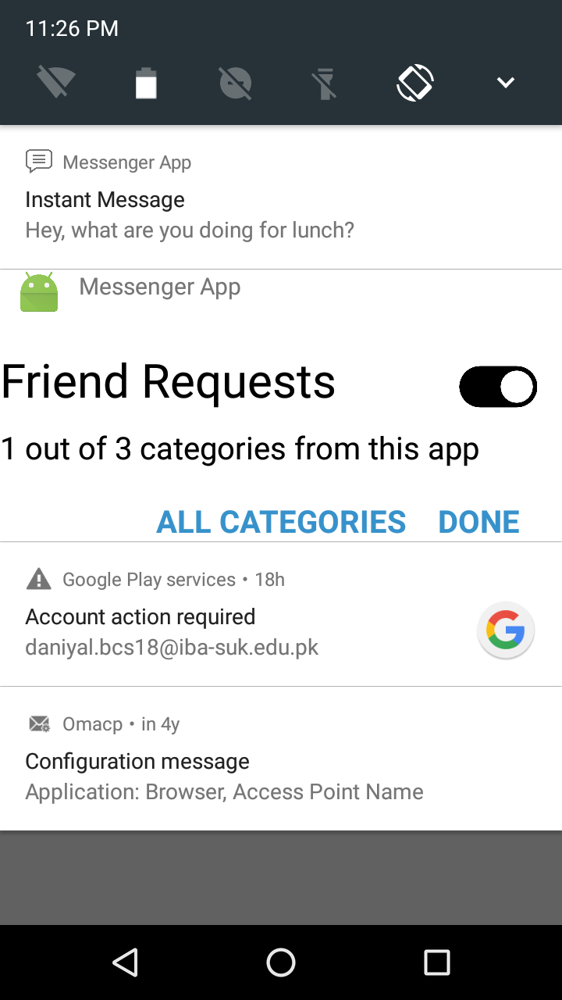 11:26 PM
Messenger App
Instant Message
Hey, what are you doing for lunch?
Messenger App
Friend Requests
1 out of 3 categories from this app
ALL CATEGORIES DONE
Google Play services • 18h
Account action required
daniyal.bcs18@iba-suk.edu.pk
Omacp • in 4y
Configuration message
Application: Browser, Access Point Name